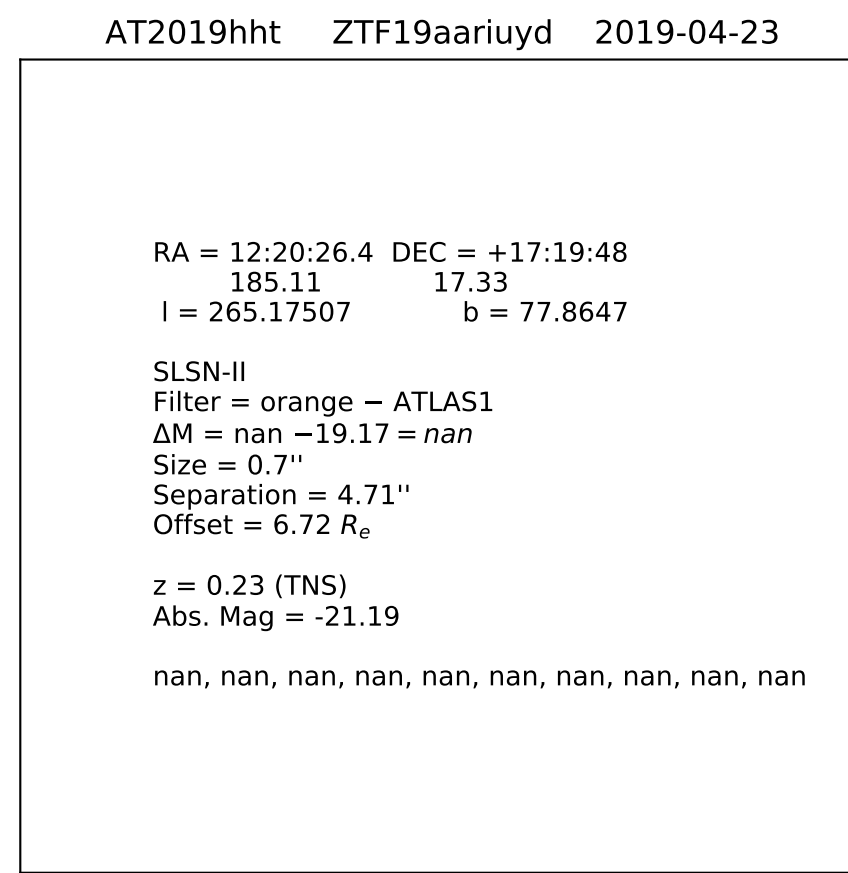 AT2019hht ZTF19aariuyd 2019-04-23
RA = 12:20:26.4 DEC = +17:19:48
185.11 17.33
l = 265.17507 b = 77.8647
SLSN-II
Filter = orange − ATLAS1
ΔM = nan −19.17 = nan
Size = 0.7''
Separation = 4.71''
Offset = 6.72 Re
z = 0.23 (TNS)
Abs. Mag = -21.19
nan, nan, nan, nan, nan, nan, nan, nan, nan, nan